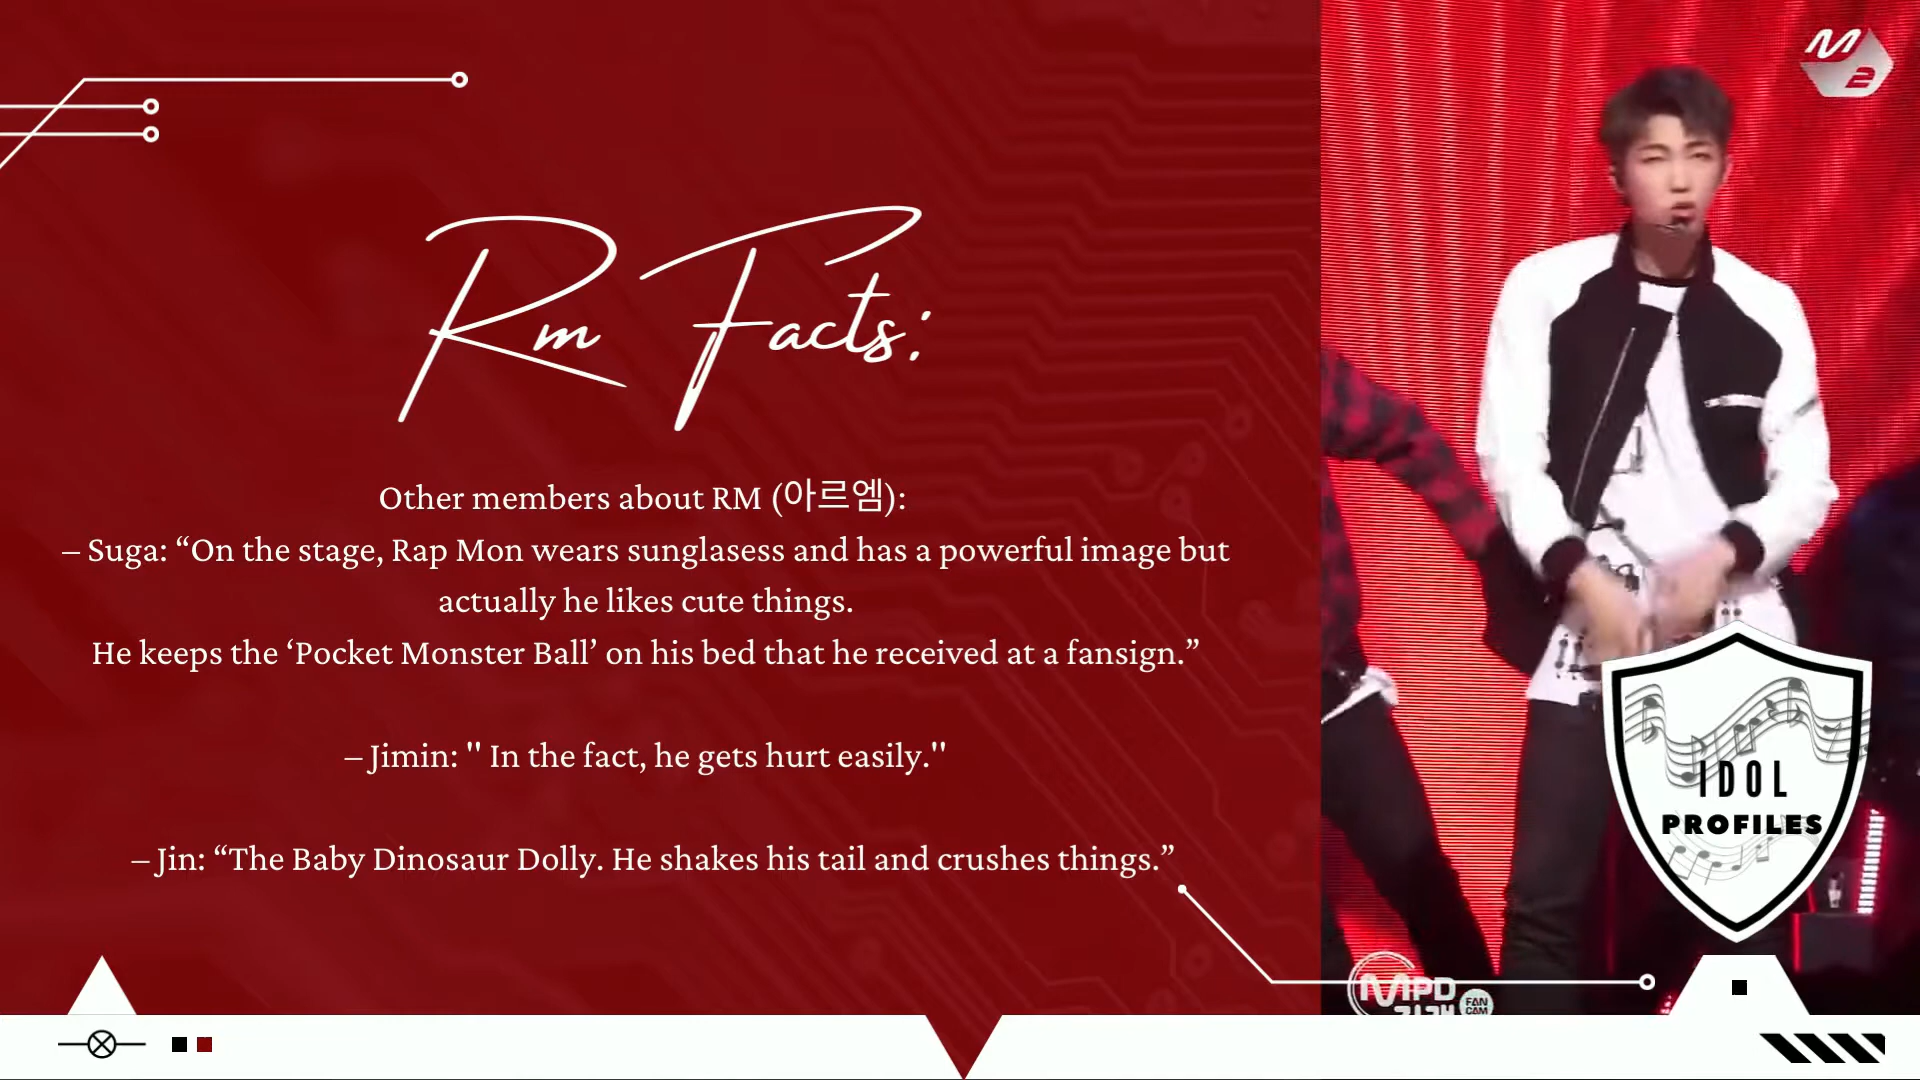 M
2
Rm Facts:
Other members about RM (아르엠):
– Suga: “On the stage, Rap Mon wears sunglasess and has a powerful image but
actually he likes cute things.
He keeps the ‘Pocket Monster Ball’ on his bed that he received at a fansign.”
– Jimin: " In the fact, he gets hurt easily."
– Jin: “The Baby Dinosaur Dolly. He shakes his tail and crushes things.”
IDOL
PROFILES
MPD
FAN
CAM